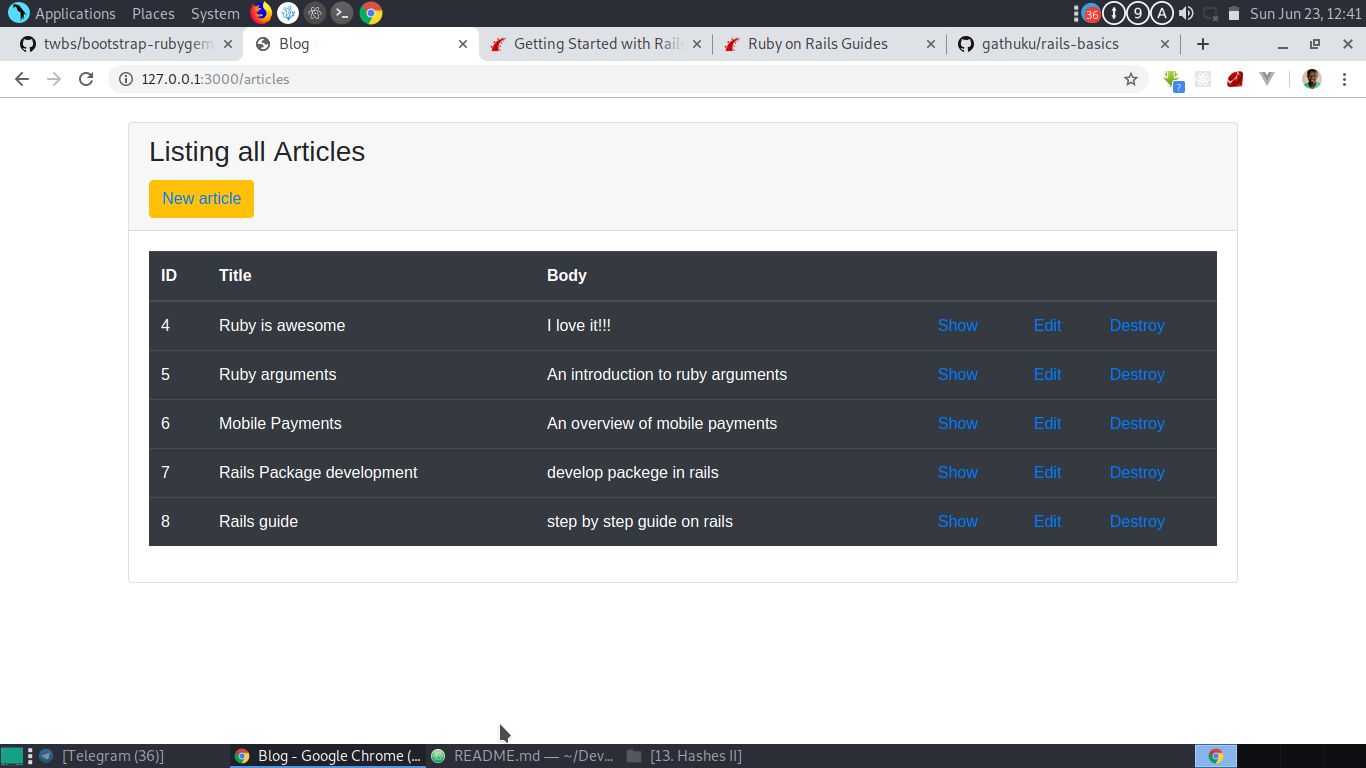 Applications Places System 36 9 A Sun Jun 23, 12:41
twbs/bootstrap-rubygem Blog Getting Started with Rails Ruby on Rails Guides gathuku/rails-basics
127.0.0.1:3000/articles ?
Listing all Articles
New article
ID Title Body
4 Ruby is awesome I love it!!! Show Edit Destroy
5 Ruby arguments An introduction to ruby arguments Show Edit Destroy
6 Mobile Payments An overview of mobile payments Show Edit Destroy
7 Rails Package development develop packege in rails Show Edit Destroy
8 Rails guide step by step guide on rails Show Edit Destroy
[Telegram (36)] Blog - Google Chrome (... README.md — ~/Dev... [13. Hashes II]